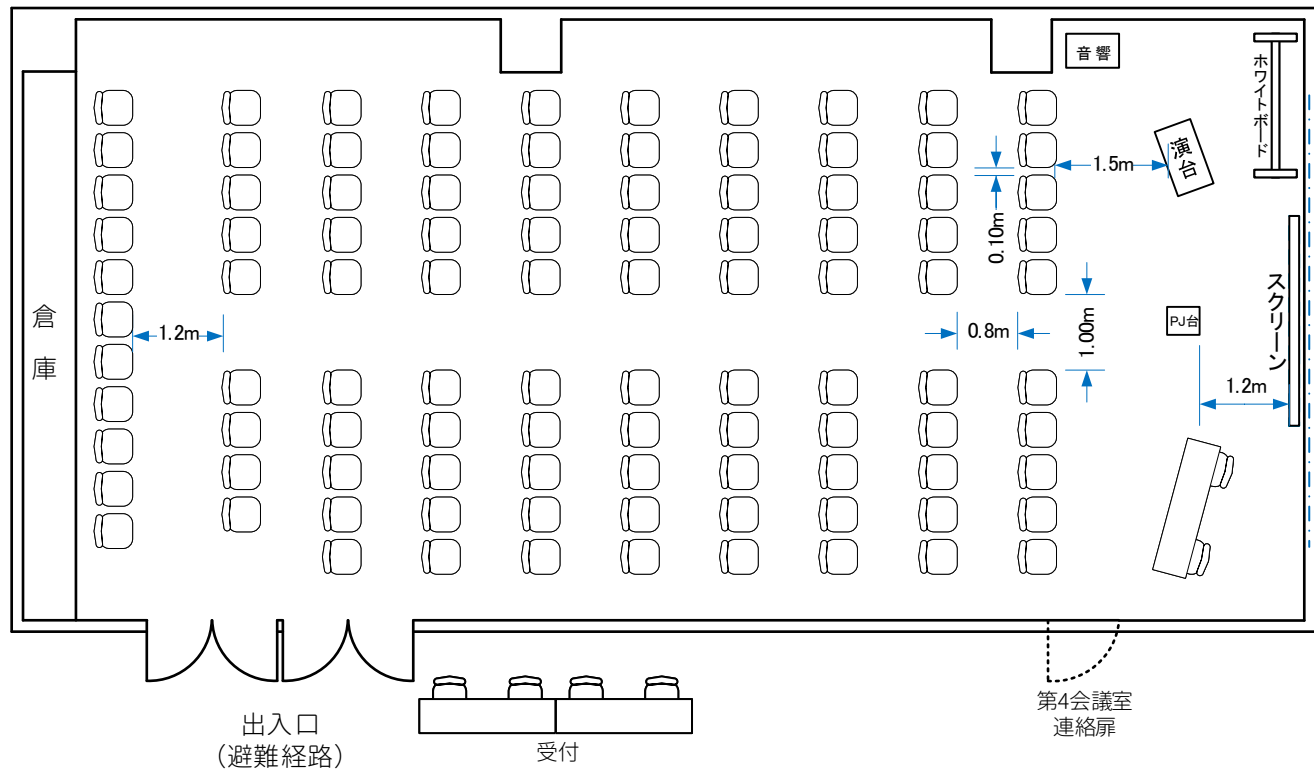 音響
ホワイトボード
演台
1.5m
0.10m
倉庫
1.2m
0.8m
1.00m
PJ台
スクリーン
1.2m
出入口
（避難経路）
受付
第4会議室
連絡扉